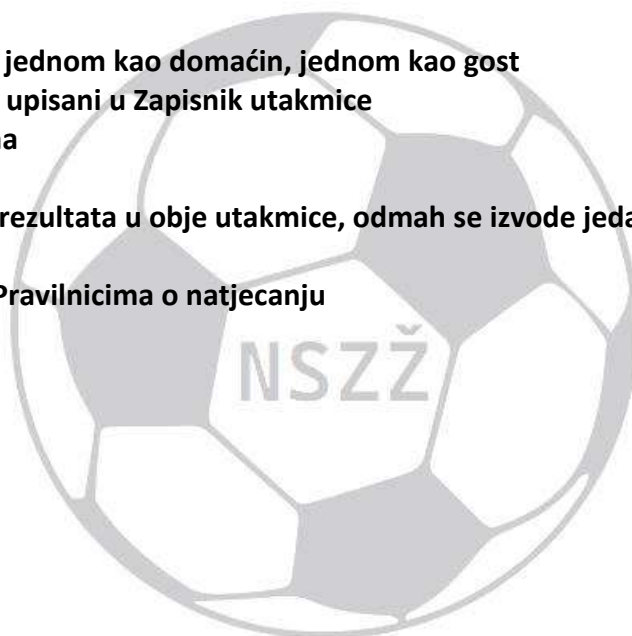 jednom kao domaćin, jednom kao gost
upisani u Zapisnik utakmice
na
rezultata u obje utakmice, odmah se izvode jeda
Pravilnicima o natjecanju
NSZŽ